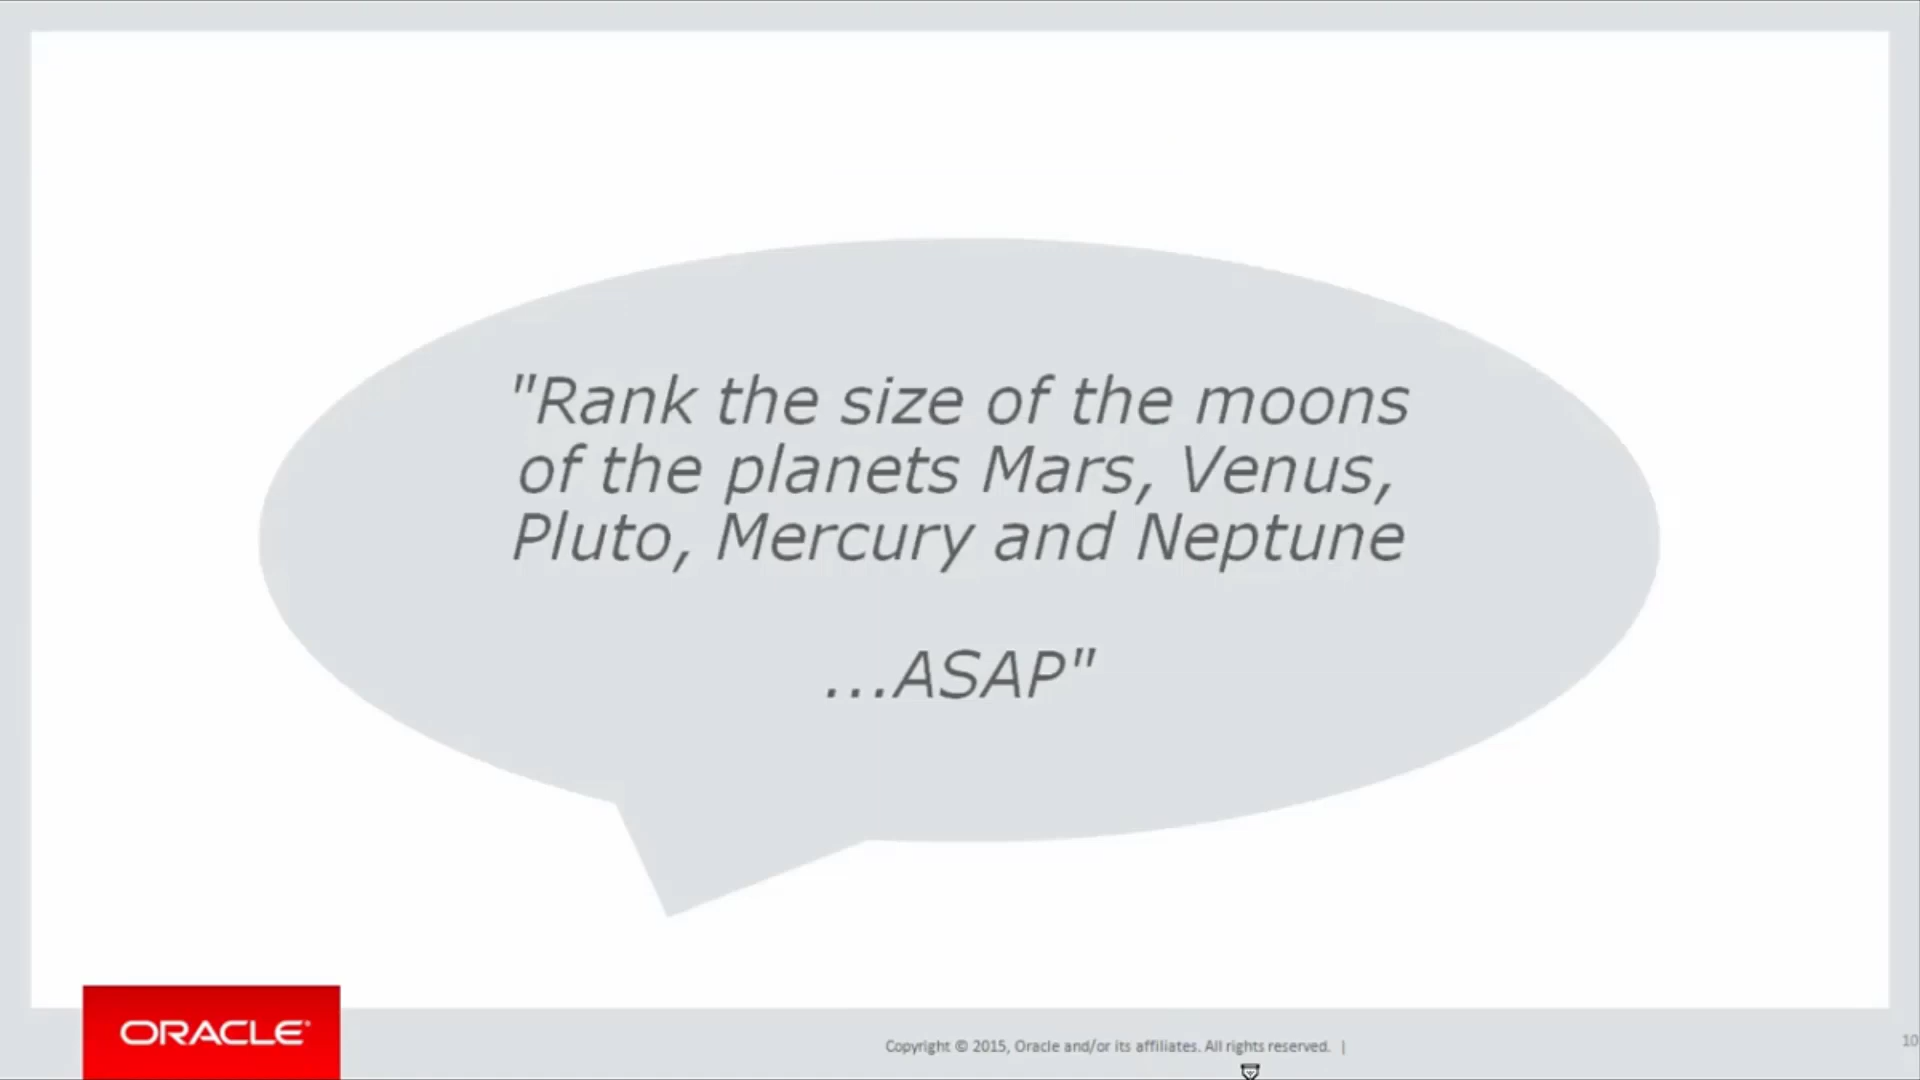 "Rank the size of the moons
of the planets Mars, Venus,
Pluto, Mercury and Neptune
...ASAP"
ORACLE®
Copyright © 2015, Oracle and/or its affiliates. All rights reserved. |
10